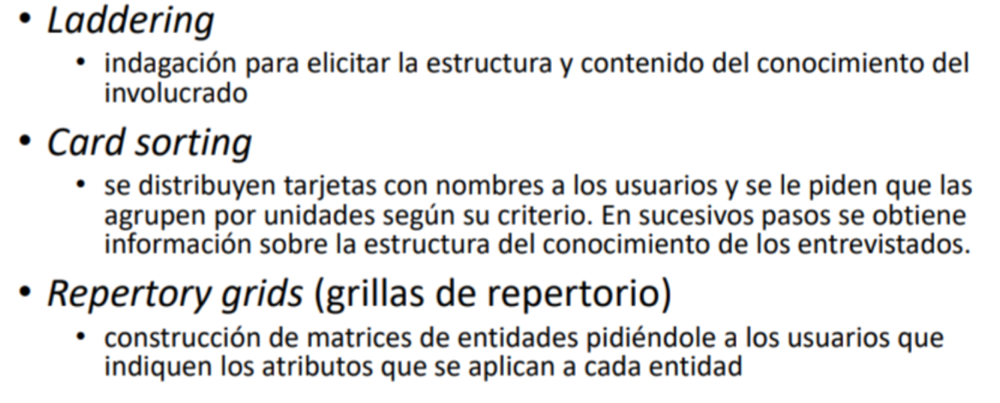 • Laddering
• indagación para elicitar la estructura y contenido del conocimiento del
involucrado
• Card sorting
• se distribuyen tarjetas con nombres a los usuarios y se le piden que las
agrupen por unidades según su criterio. En sucesivos pasos se obtiene
información sobre la estructura del conocimiento de los entrevistados.
• Repertory grids (grillas de repertorio)
• construcción de matrices de entidades pidiéndole a los usuarios que
indiquen los atributos que se aplican a cada entidad